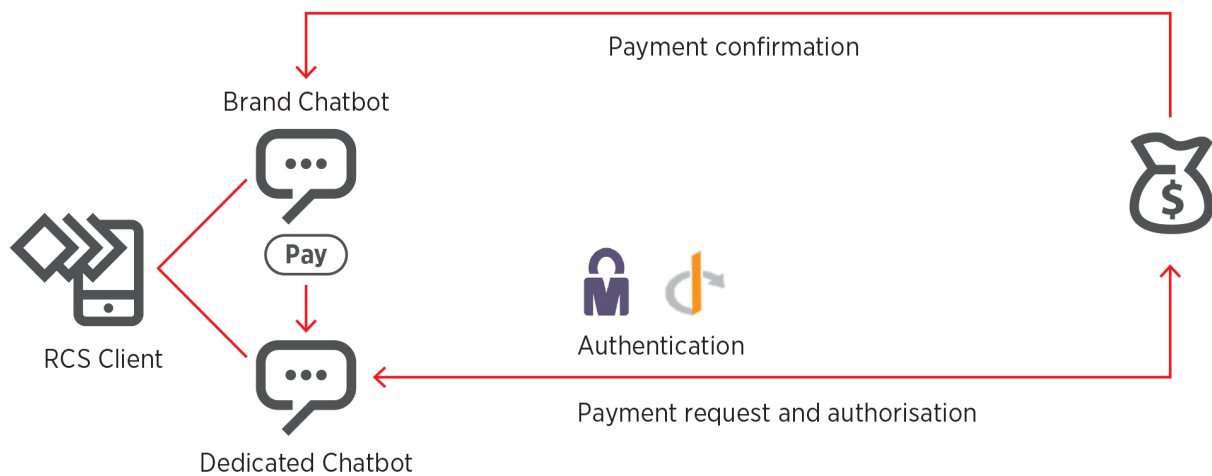 Payment confirmation
Brand Chatbot
$
Pay
RCS Client
Authentication
Payment request and authorisation
Dedicated Chatbot